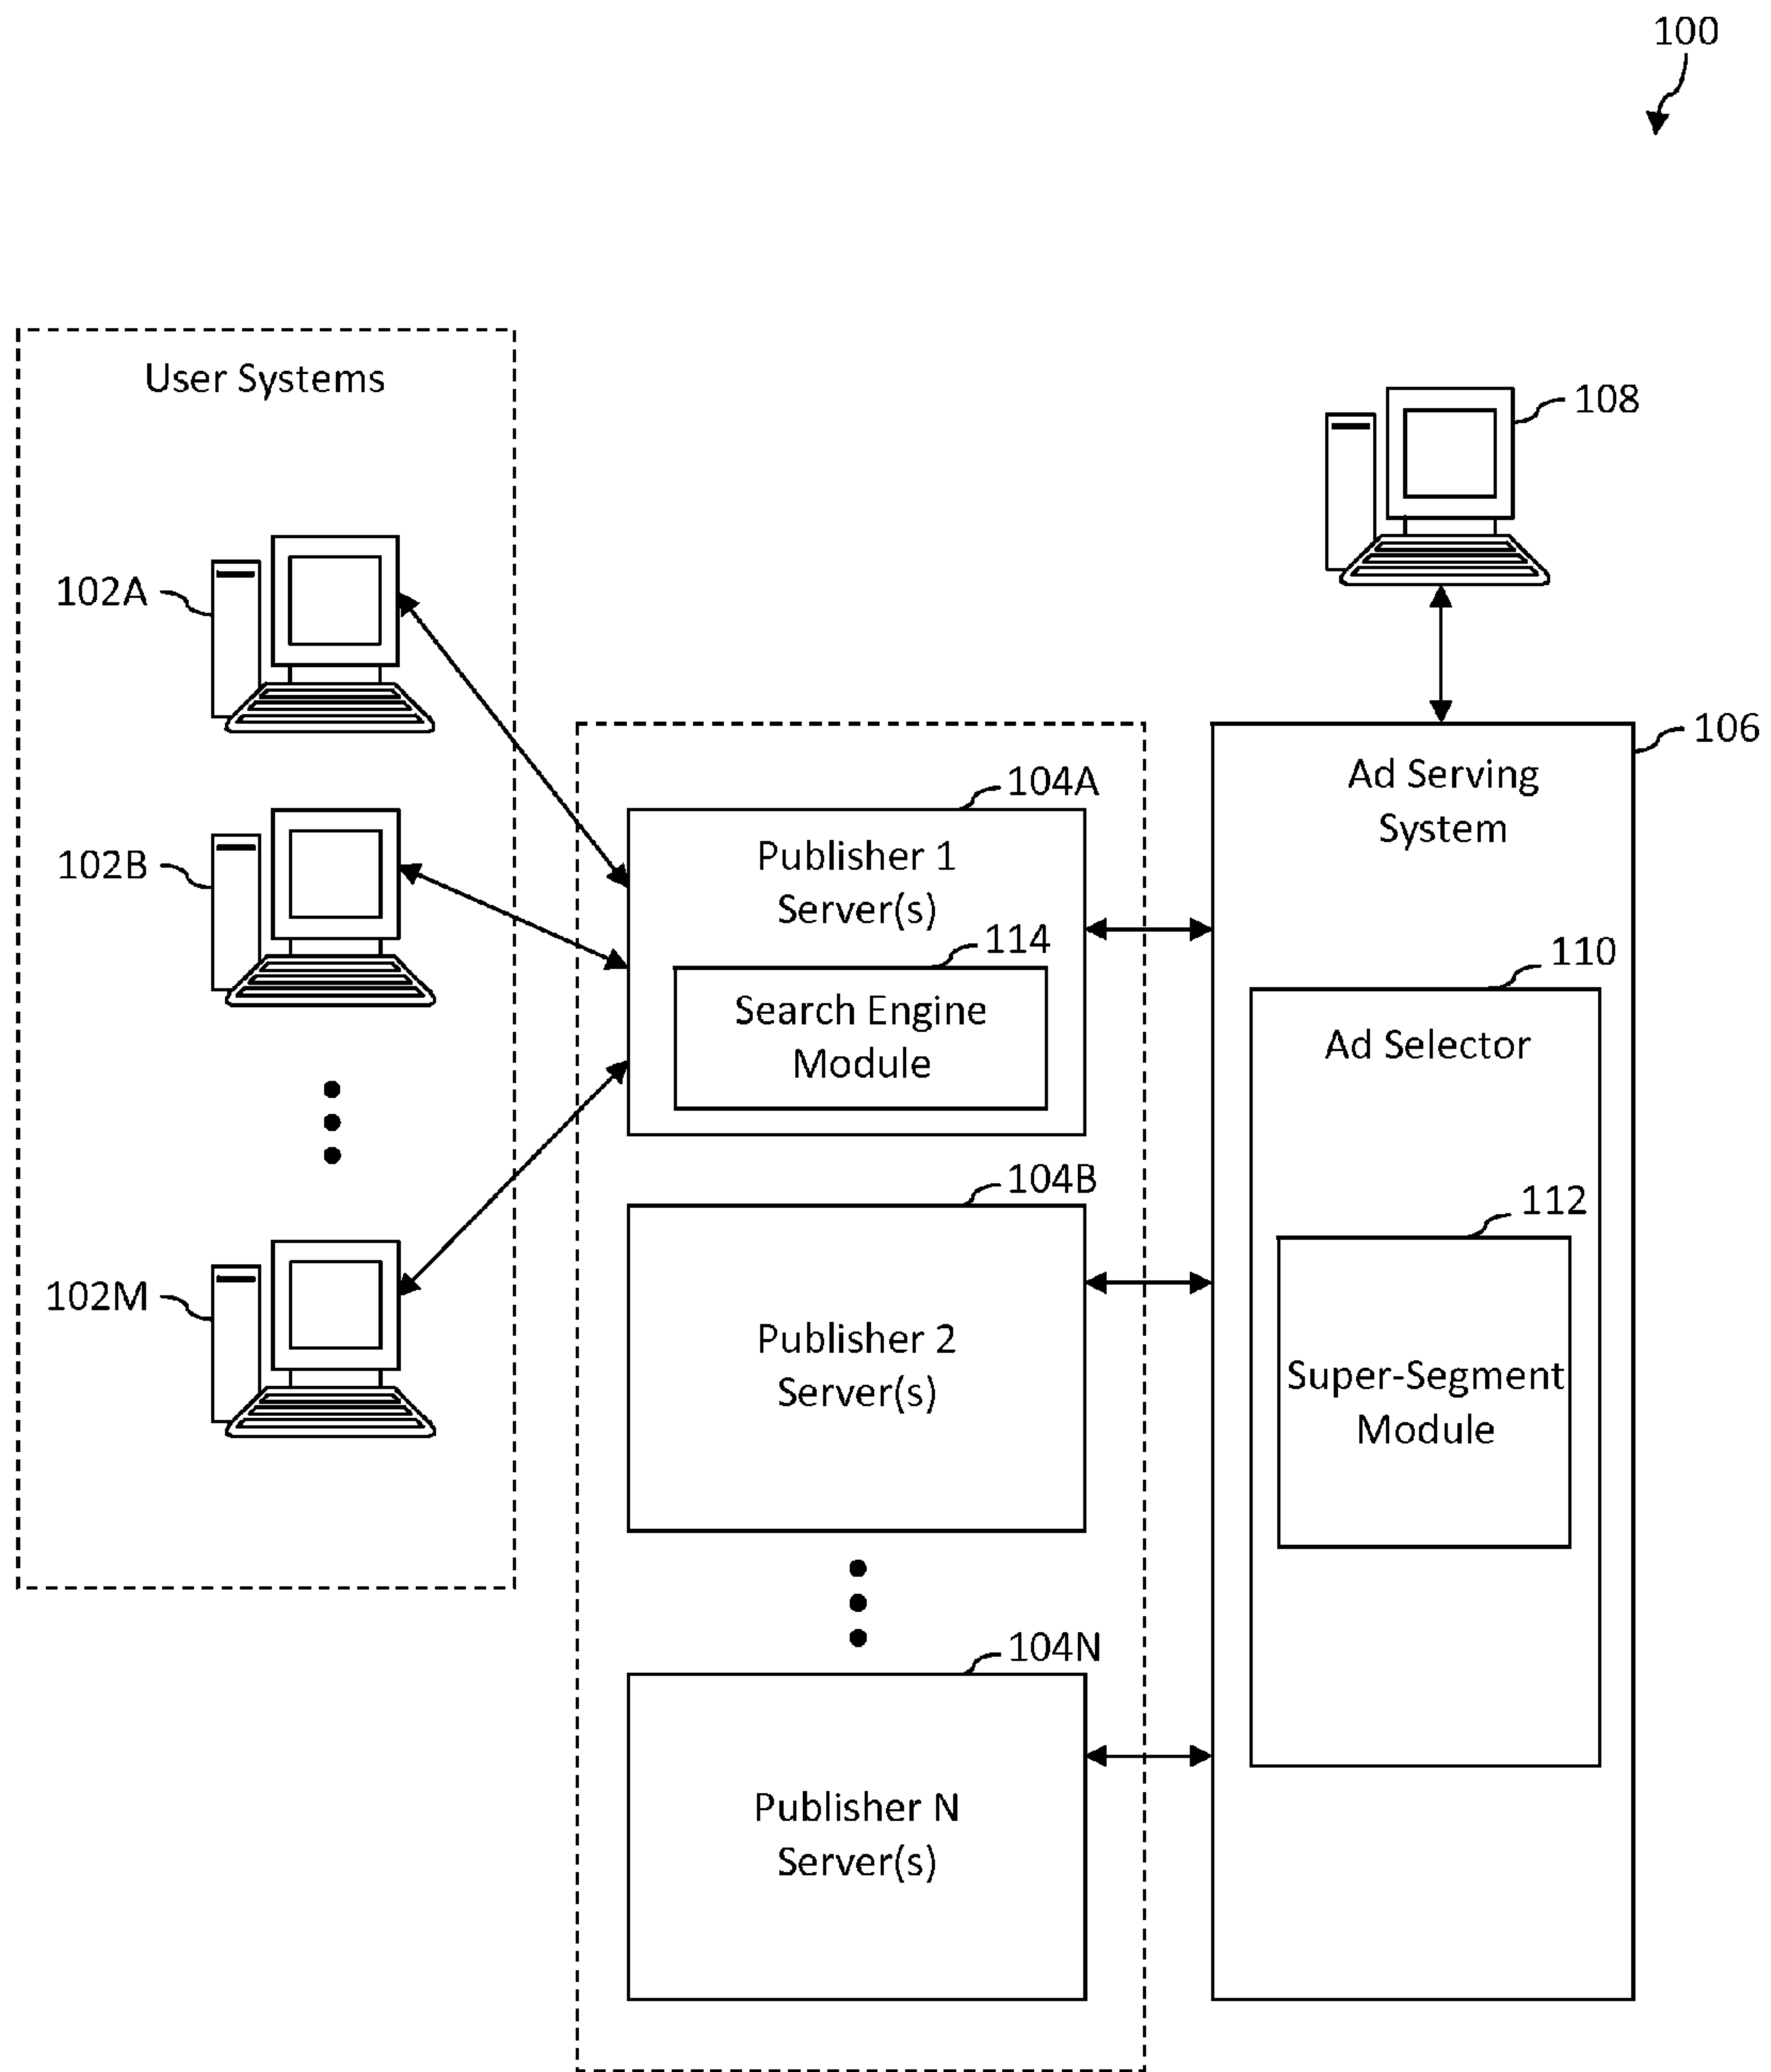 100
User Systems
108
102A
106
Ad Serving
System
104A
Publisher 1
Server(s)
102B
114
110
Search Engine
Module
Ad Selector
104B
112
102M
Publisher 2
Server(s)
Super-Segment
Module
104N
Publisher N
Server(s)